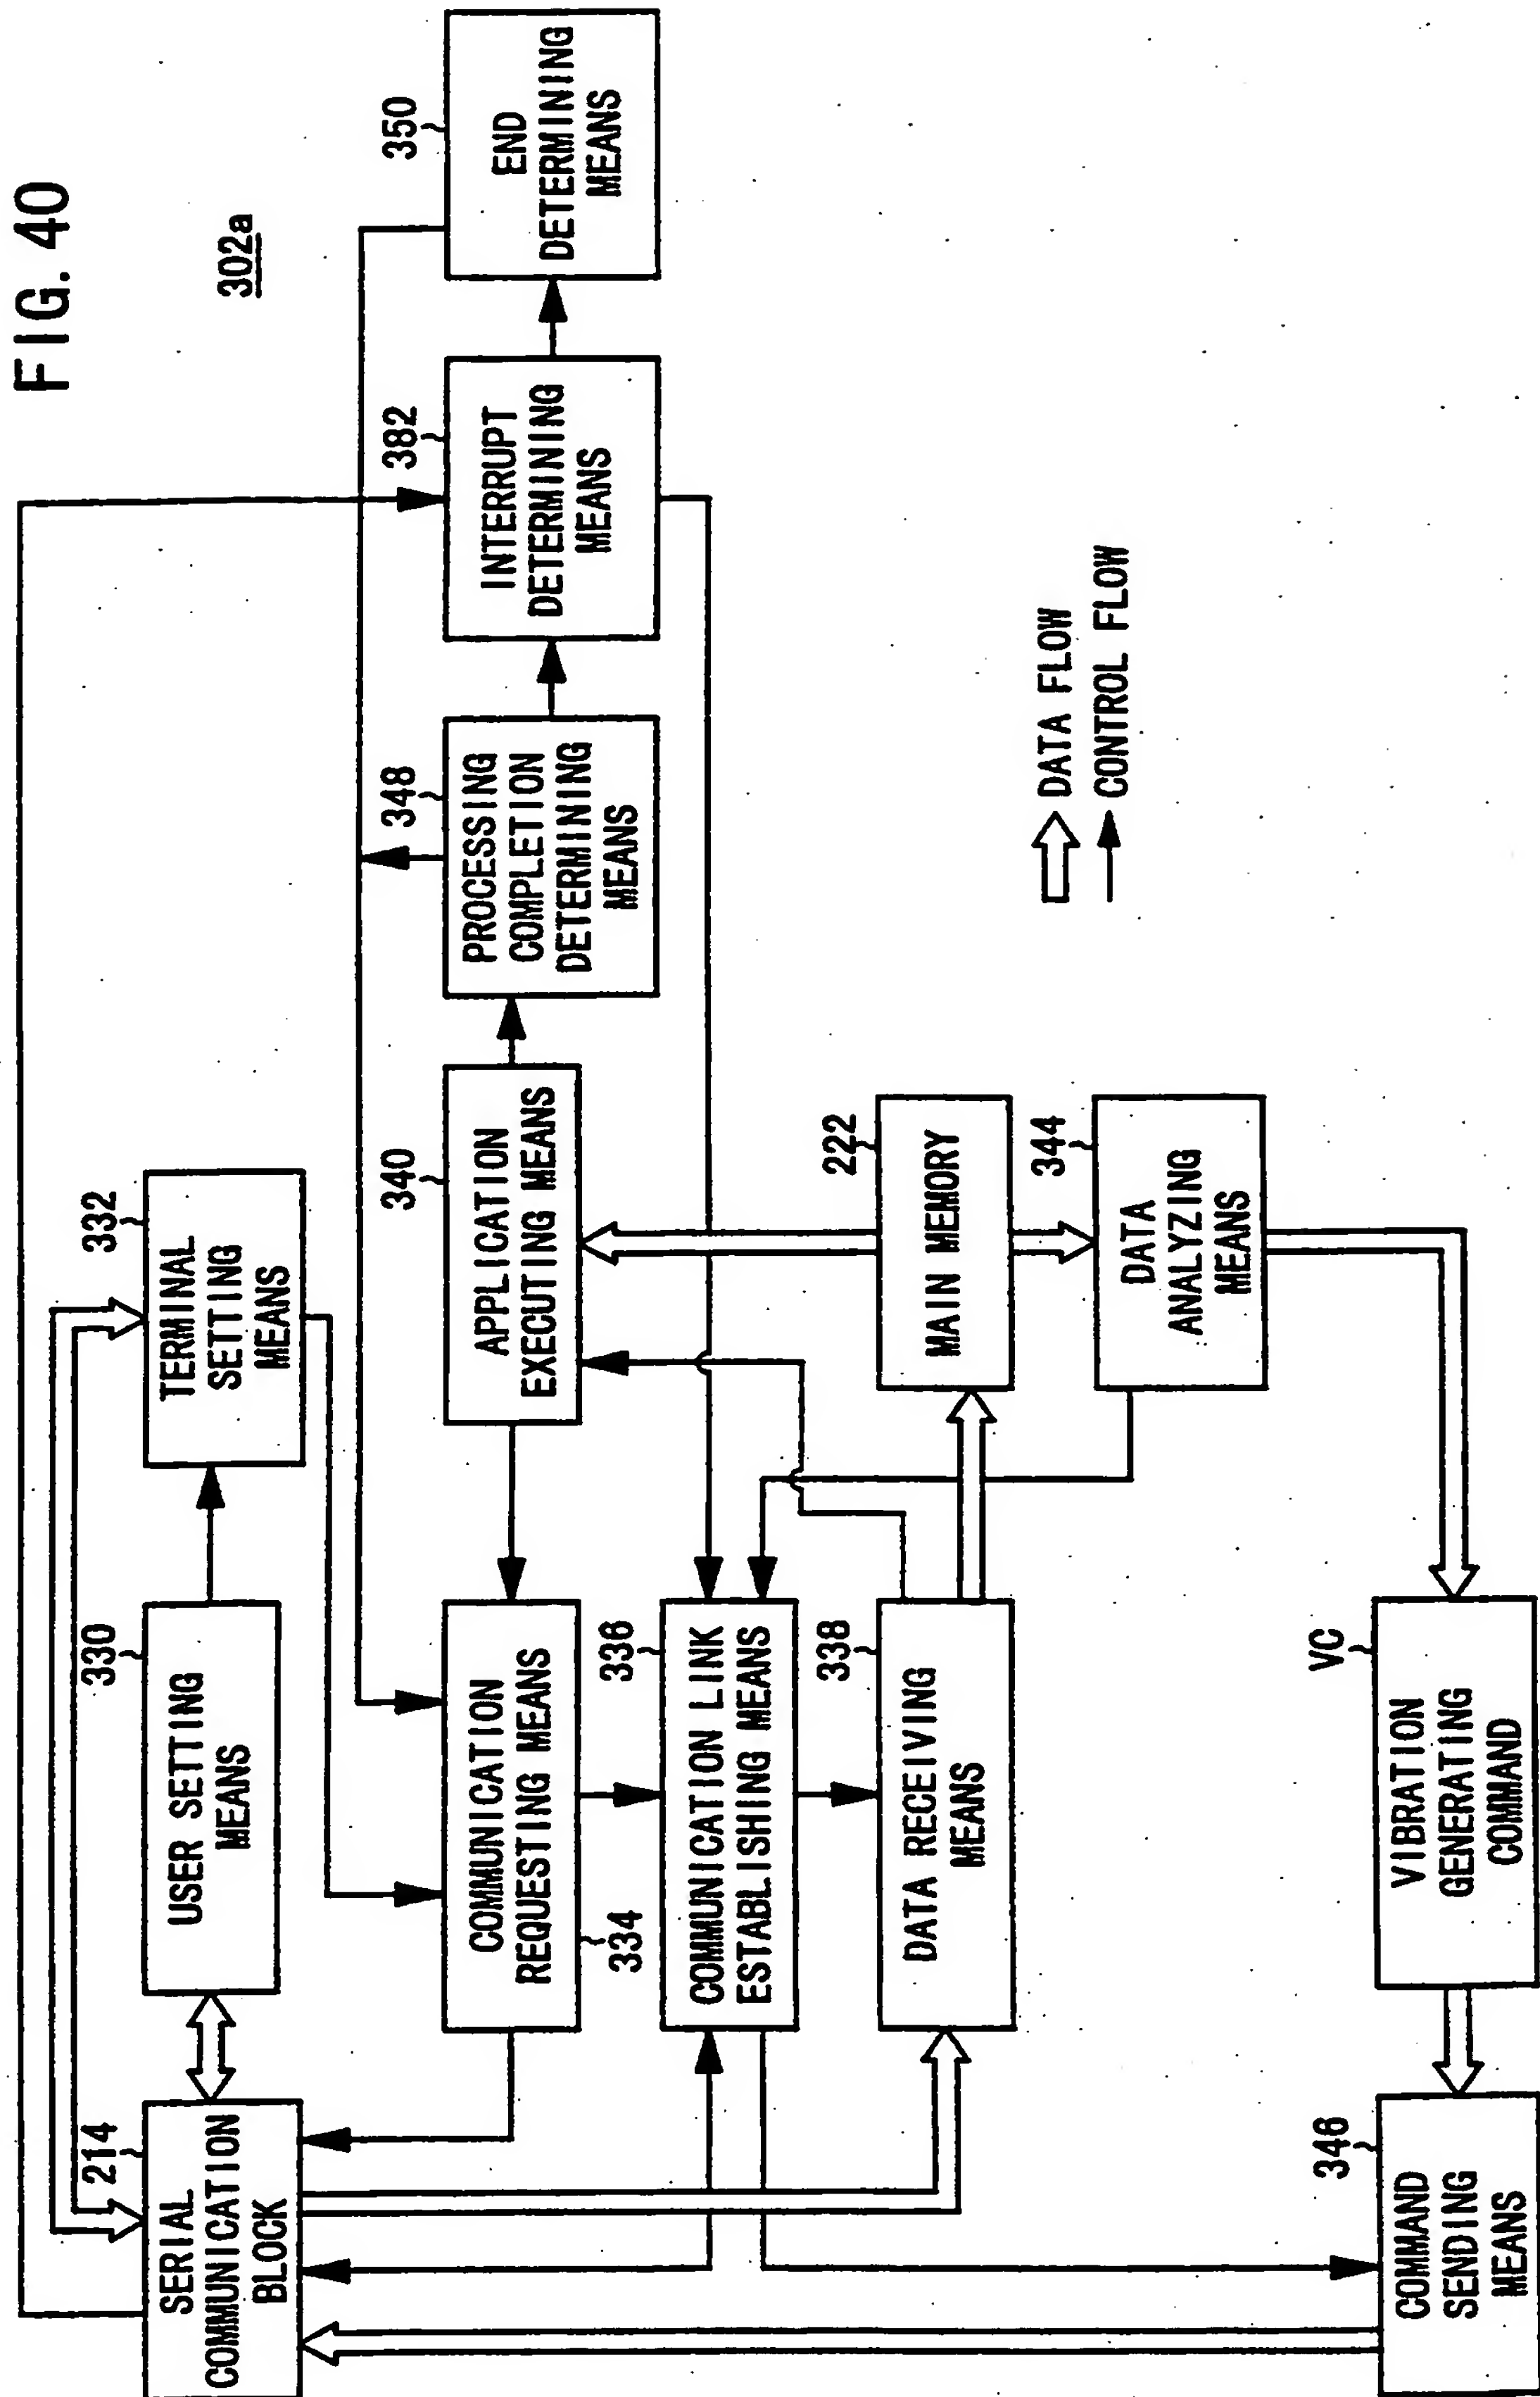 FIG. 40
302a
214
SERIAL
COMMUNICATION
BLOCK
330
USER SETTING
MEANS
332
TERMINAL
SETTING
MEANS
COMMUNICATION
REQUESTING MEANS
334
340
APPLICATION
EXECUTING MEANS
348
PROCESSING
COMPLETION
DETERMINING
MEANS
382
INTERRUPT
DETERMINING
MEANS
350
END
DETERMINING
MEANS
336
COMMUNICATION LINK
ESTABLISHING MEANS
338
DATA RECEIVING
MEANS
222
MAIN MEMORY
344
DATA
ANALYZING
MEANS
DATA FLOW
CONTROL FLOW
346
COMMAND
SENDING
MEANS
VC
VIBRATION
GENERATING
COMMAND